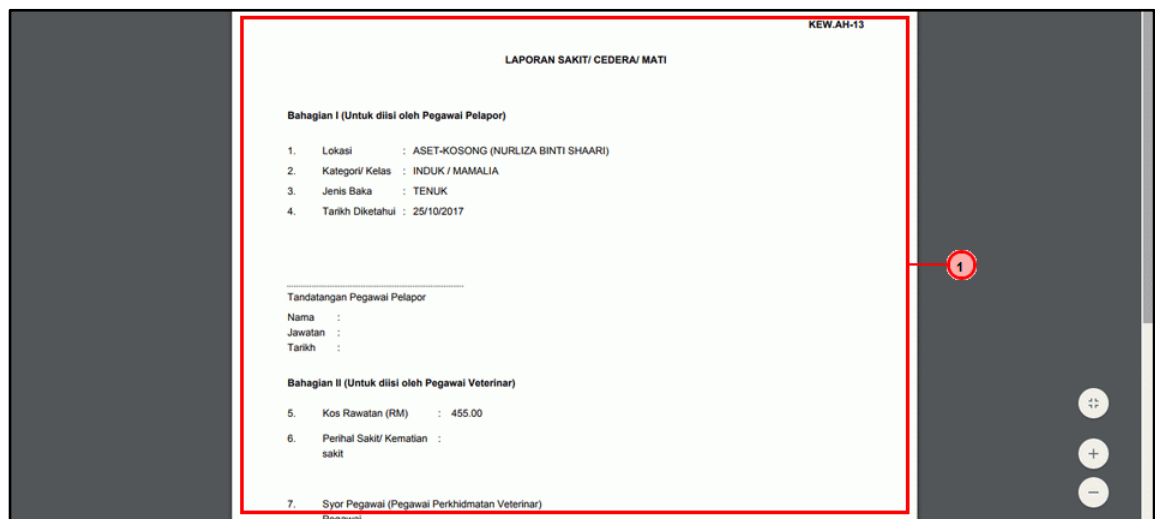 KEW.AH-13
LAPORAN SAKIT/ CEDERA/ MATI
Bahagian I (Untuk diisi oleh Pegawai Pelapor)
1. Lokasi : ASET-KOSONG (NURLIZA BINTI SHAARI)
2. Kategori/ Kelas : INDUK / MAMALIA
3. Jenis Baka : TENUK
4. Tarikh Diketahui : 25/10/2017
1
Tandatangan Pegawai Pelapor
Nama :
Jawatan :
Tarikh :
Bahagian II (Untuk diisi oleh Pegawai Veterinar)
5. Kos Rawatan (RM) : 455.00
6. Perihal Sakit/ Kematian :
sakit
7. Syor Pegawai (Pegawai Perkhidmatan Veterinar)
Pegawai